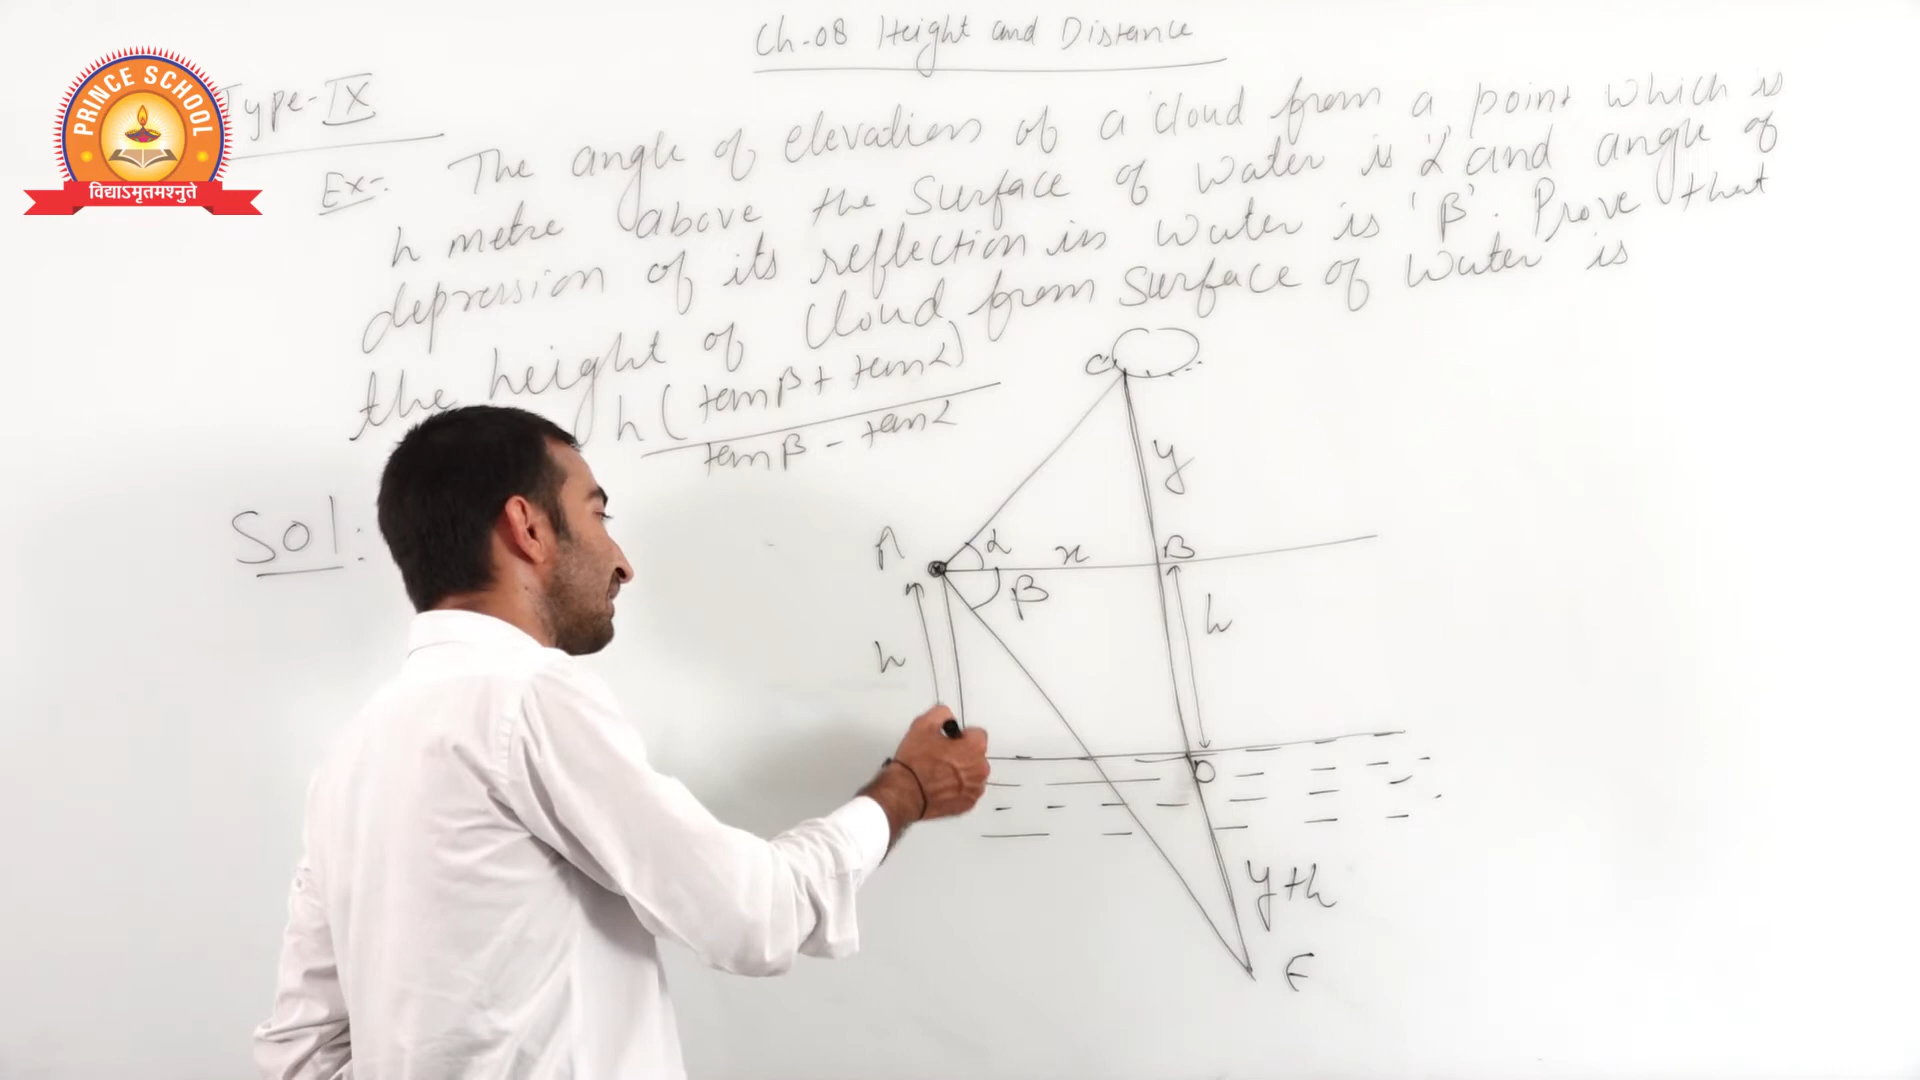 PRINCE SCHOOL
विद्याऽमृतमश्नुते
Ch-08 Height and Distance
Type-IX
Ex-. The angle of elevation of a cloud from a point which is
h metre above the surface of water is 'α' and angle of
depression of its reflection in water is 'β'. Prove that
the height of cloud from surface of water is
h (tanβ + tanα)
tanβ - tanα
Sol:
C
y
A
α
x
B
β
h
h
D
y+h
E